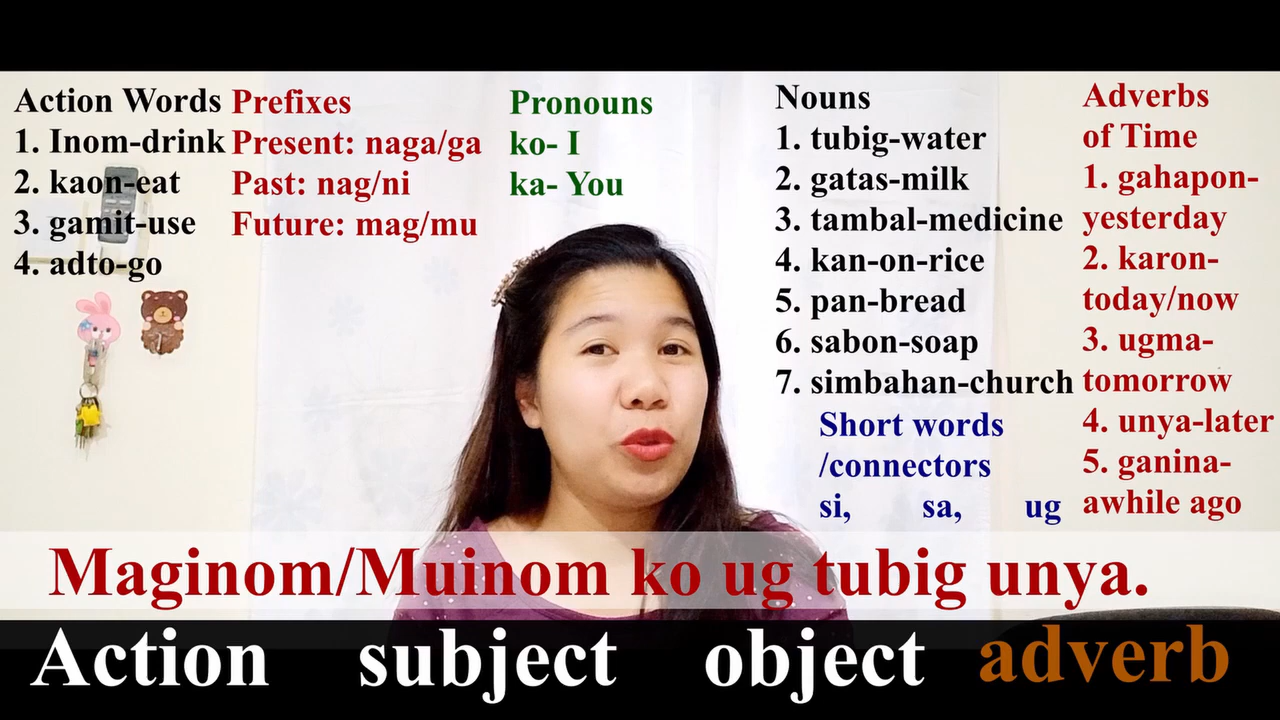 Action Words
1. Inom-drink
2. kaon-eat
3. gamit-use
4. adto-go
Prefixes
Present: naga/ga
Past: nag/ni
Future: mag/mu
Pronouns
ko- I
ka- You
Nouns
1. tubig-water
2. gatas-milk
3. tambal-medicine
4. kan-on-rice
5. pan-bread
6. sabon-soap
7. simbahan-church
Short words
/connectors
si, sa, ug
Adverbs
of Time
1. gahapon-
yesterday
2. karon-
today/now
3. ugma-
tomorrow
4. unya-later
5. ganina-
awhile ago
Maginom/Muinom ko ug tubig unya.
Action subject object adverb